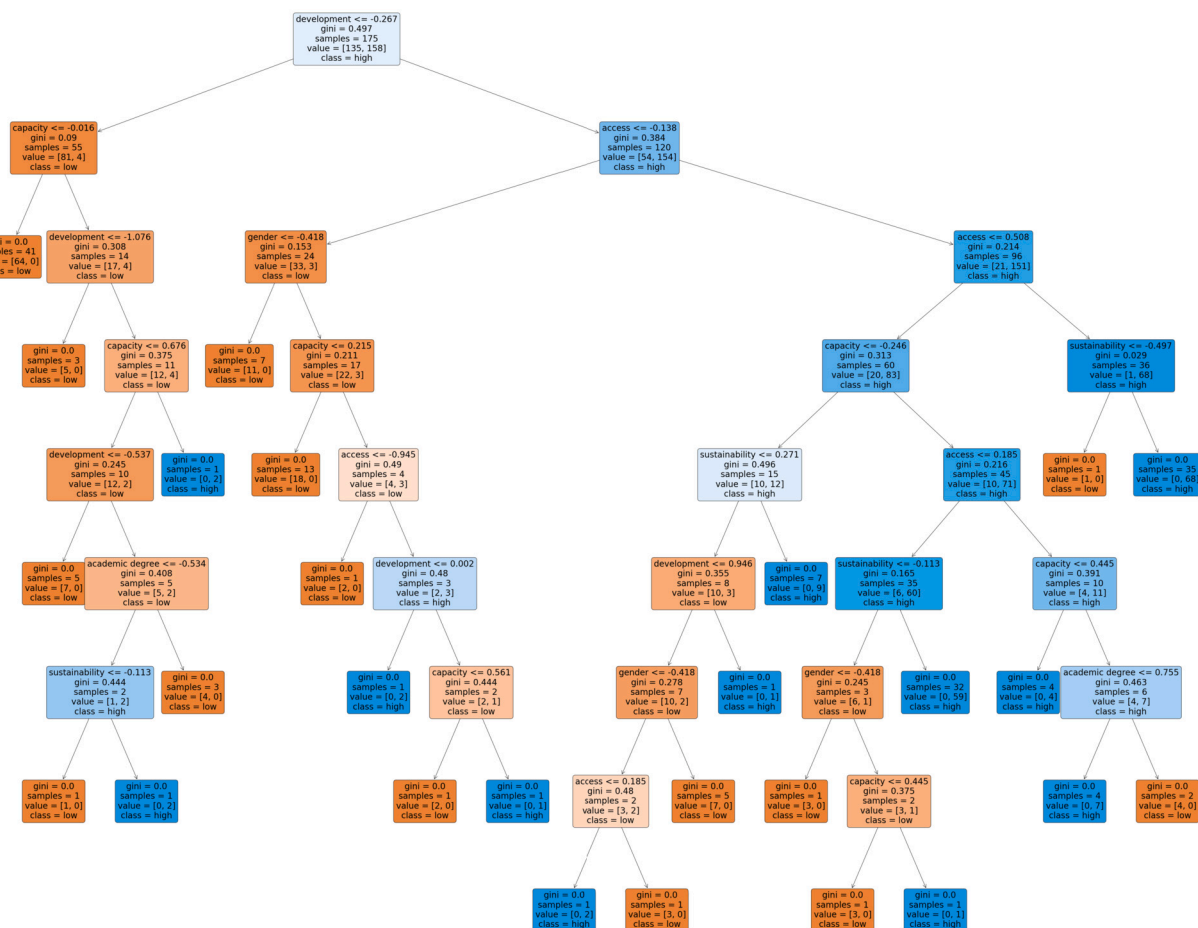 development <= -0.267
gini = 0.497
samples = 175
value = [135, 158]
class = high
capacity <= -0.016
gini = 0.09
samples = 55
value = [81, 4]
class = low
access <= -0.138
gini = 0.384
samples = 120
value = [54, 154]
class = high
= 0.0
= 41
= [64, 0]
= low
development <= -1.076
gini = 0.308
samples = 14
value = [17, 4]
class = low
gender <= -0.418
gini = 0.153
samples = 24
value = [33, 3]
class = low
access <= 0.508
gini = 0.214
samples = 96
value = [21, 151]
class = high
gini = 0.0
samples = 3
value = [5, 0]
class = low
capacity <= 0.676
gini = 0.375
samples = 11
value = [12, 4]
class = low
gini = 0.0
samples = 7
value = [11, 0]
class = low
capacity <= 0.215
gini = 0.211
samples = 17
value = [22, 3]
class = low
capacity <= -0.246
gini = 0.313
samples = 60
value = [20, 83]
class = high
sustainability <= -0.497
gini = 0.029
samples = 36
value = [1, 68]
class = high
development <= -0.537
gini = 0.245
samples = 10
value = [12, 2]
class = low
gini = 0.0
samples = 1
value = [0, 2]
class = high
gini = 0.0
samples = 13
value = [18, 0]
class = low
access <= -0.945
gini = 0.49
samples = 4
value = [4, 3]
class = low
sustainability <= 0.271
gini = 0.496
samples = 15
value = [10, 12]
class = high
access <= 0.185
gini = 0.216
samples = 45
value = [10, 71]
class = high
gini = 0.0
samples = 1
value = [1, 0]
class = low
gini = 0.0
samples = 35
value = [0, 68]
class = high
gini = 0.0
samples = 5
value = [7, 0]
class = low
academic degree <= -0.534
gini = 0.408
samples = 5
value = [5, 2]
class = low
gini = 0.0
samples = 1
value = [2, 0]
class = low
development <= 0.002
gini = 0.48
samples = 3
value = [2, 3]
class = high
development <= 0.946
gini = 0.355
samples = 8
value = [10, 3]
class = low
gini = 0.0
samples = 7
value = [0, 9]
class = high
sustainability <= -0.113
gini = 0.165
samples = 35
value = [6, 60]
class = high
capacity <= 0.445
gini = 0.391
samples = 10
value = [4, 11]
class = high
sustainability <= -0.113
gini = 0.444
samples = 2
value = [1, 2]
class = high
gini = 0.0
samples = 3
value = [4, 0]
class = low
gini = 0.0
samples = 1
value = [0, 2]
class = high
capacity <= 0.561
gini = 0.444
samples = 2
value = [2, 1]
class = low
gender <= -0.418
gini = 0.278
samples = 7
value = [10, 2]
class = low
gini = 0.0
samples = 1
value = [0, 1]
class = high
gender <= -0.418
gini = 0.245
samples = 3
value = [6, 1]
class = low
gini = 0.0
samples = 32
value = [0, 59]
class = high
gini = 0.0
samples = 4
value = [0, 4]
class = high
academic degree <= 0.755
gini = 0.463
samples = 6
value = [4, 7]
class = high
gini = 0.0
samples = 1
value = [1, 0]
class = low
gini = 0.0
samples = 1
value = [0, 2]
class = high
gini = 0.0
samples = 1
value = [2, 0]
class = low
gini = 0.0
samples = 1
value = [0, 1]
class = high
access <= 0.185
gini = 0.48
samples = 2
value = [3, 2]
class = low
gini = 0.0
samples = 5
value = [7, 0]
class = low
gini = 0.0
samples = 1
value = [3, 0]
class = low
capacity <= 0.445
gini = 0.375
samples = 2
value = [3, 1]
class = low
gini = 0.0
samples = 4
value = [0, 7]
class = high
gini = 0.0
samples = 2
value = [4, 0]
class = low
gini = 0.0
samples = 1
value = [0, 2]
class = high
gini = 0.0
samples = 1
value = [3, 0]
class = low
gini = 0.0
samples = 1
value = [3, 0]
class = low
gini = 0.0
samples = 1
value = [0, 1]
class = high